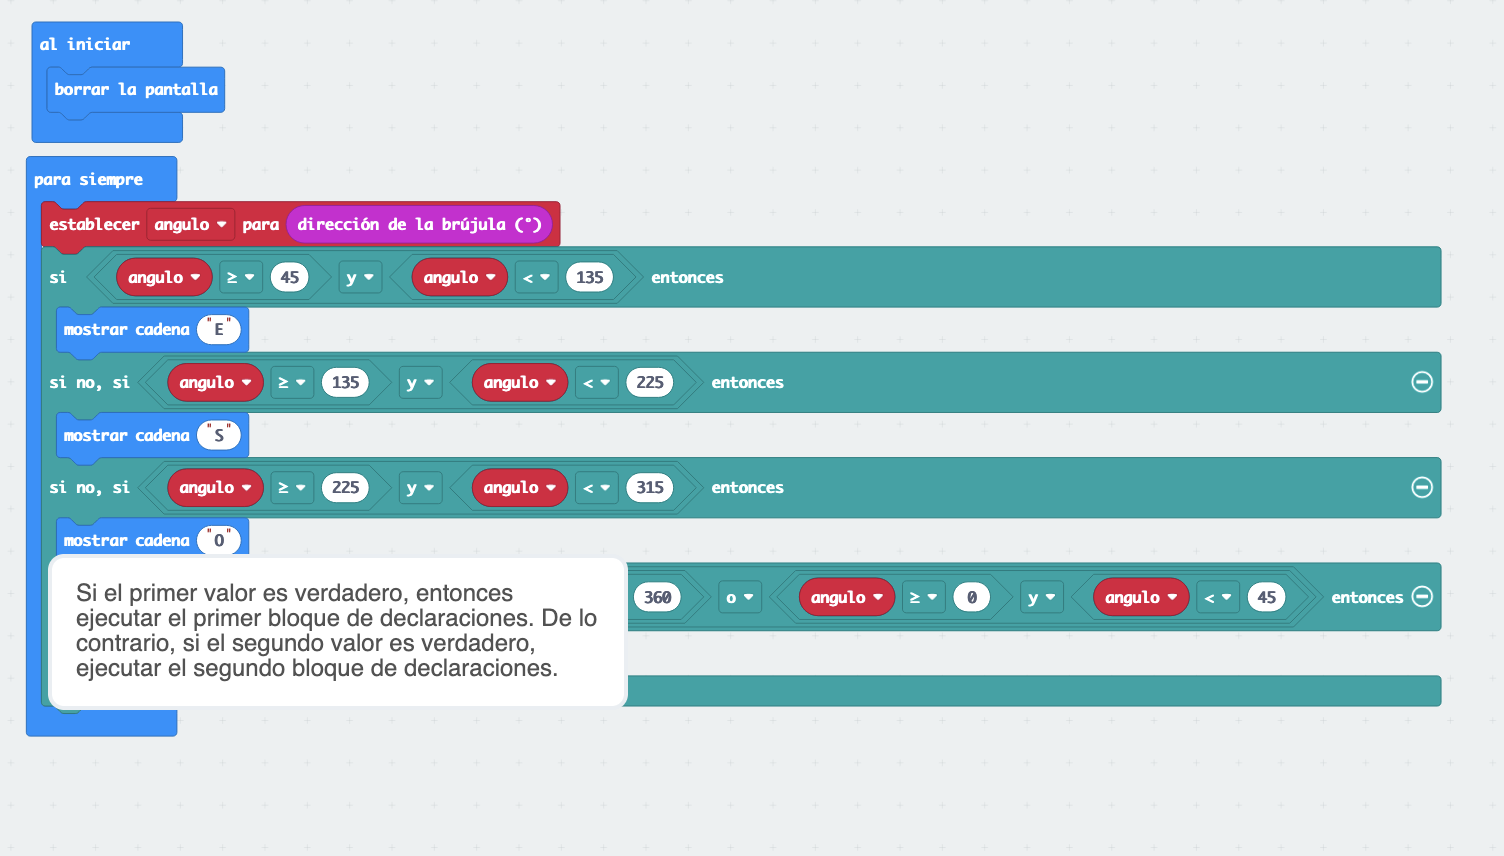 al iniciar
borrar la pantalla
para siempre
establecer angulo para dirección de la brújula (°)
si angulo ≥ 45 y angulo < 135 entonces
mostrar cadena "E"
si no, si angulo ≥ 135 y angulo < 225 entonces
mostrar cadena "S"
si no, si angulo ≥ 225 y angulo < 315 entonces
mostrar cadena "O"
360 o angulo ≥ 0 y angulo < 45 entonces
Si el primer valor es verdadero, entonces
ejecutar el primer bloque de declaraciones. De lo
contrario, si el segundo valor es verdadero,
ejecutar el segundo bloque de declaraciones.